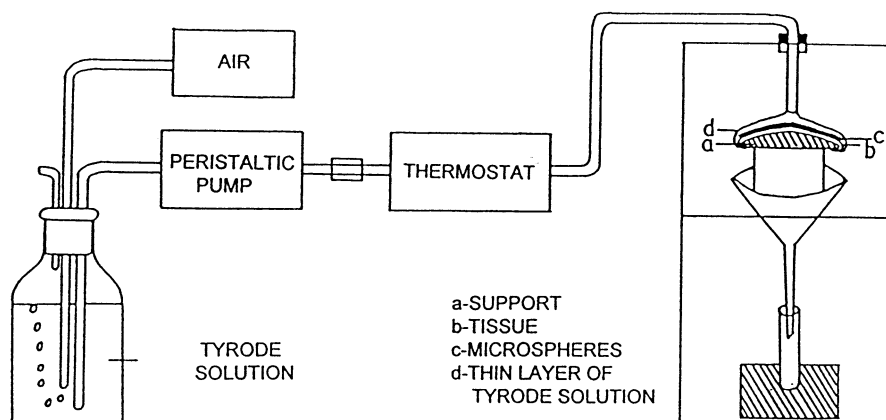 AIR
PERISTALTIC
PUMP
THERMOSTAT
d
a
c
b
TYRODE
SOLUTION
a-SUPPORT
b-TISSUE
c-MICROSPHERES
d-THIN LAYER OF
TYRODE SOLUTION